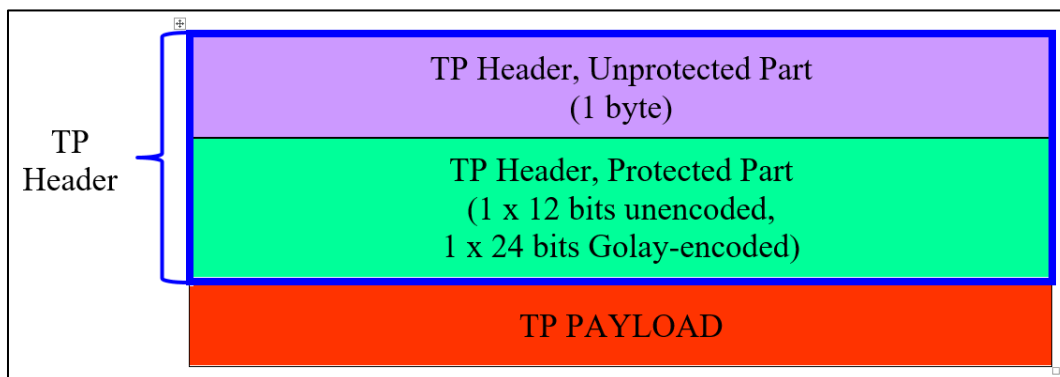 TP Header, Unprotected Part
(1 byte)
TP
Header
TP Header, Protected Part
(1 x 12 bits unencoded,
1 x 24 bits Golay-encoded)
TP PAYLOAD